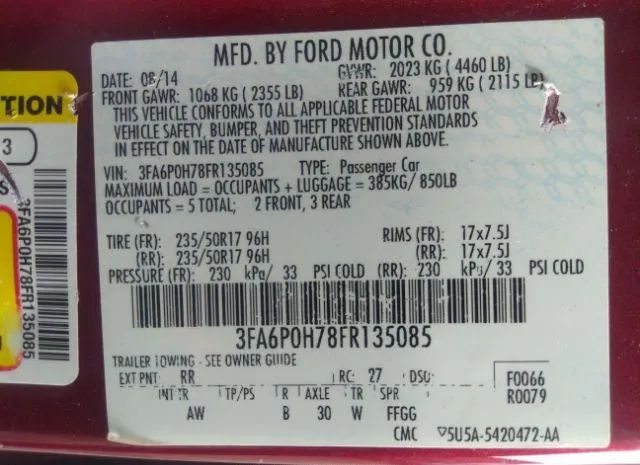 MFD. BY FORD MOTOR CO.
DATE: 08/14 GVWR: 2023 KG ( 4460 LB)
FRONT GAWR: 1068 KG ( 2355 LB) REAR GAWR: 959 KG ( 2115 LB)
THIS VEHICLE CONFORMS TO ALL APPLICABLE FEDERAL MOTOR
VEHICLE SAFETY, BUMPER, AND THEFT PREVENTION STANDARDS
IN EFFECT ON THE DATE OF MANUFACTURE SHOWN ABOVE.
VIN: 3FA6P0H78FR135085 TYPE: Passenger Car
MAXIMUM LOAD = OCCUPANTS + LUGGAGE = 385KG/ 850LB
OCCUPANTS = 5 TOTAL; 2 FRONT, 3 REAR
TIRE (FR): 235/50R17 96H RIMS (FR): 17x7.5J
(RR): 235/50R17 96H (RR): 17x7.5J
PRESSURE (FR): 230 kPa/ 33 PSI COLD (RR): 230 kPa/ 33 PSI COLD
3FA6P0H78FR135085
TRAILER TOWING - SEE OWNER GUIDE
EXT PNT: RR RC: 27 DSO: F0066
R0079
INT TR TP/PS R AXLE TR SPR
AW B 30 W FFGG
CMC 5U5A-5420472-AA
TION
3
3FA6P0H78FR135085